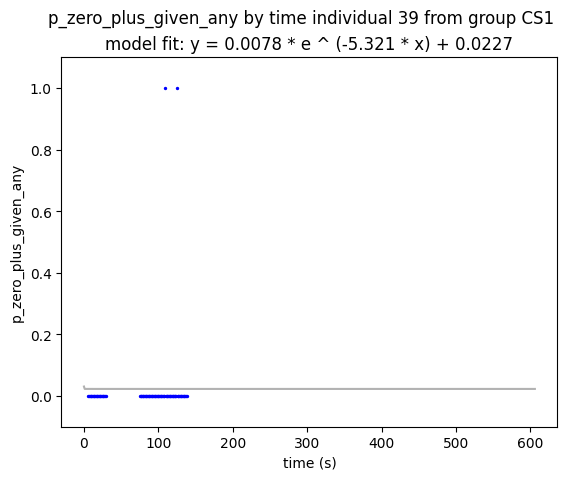 p_zero_plus_given_any by time individual 39 from group CS1
model fit: y = 0.0078 * e ^ (-5.321 * x) + 0.0227
p_zero_plus_given_any
1.0
0.8
0.6
0.4
0.2
0.0
0 100 200 300 400 500 600
time (s)